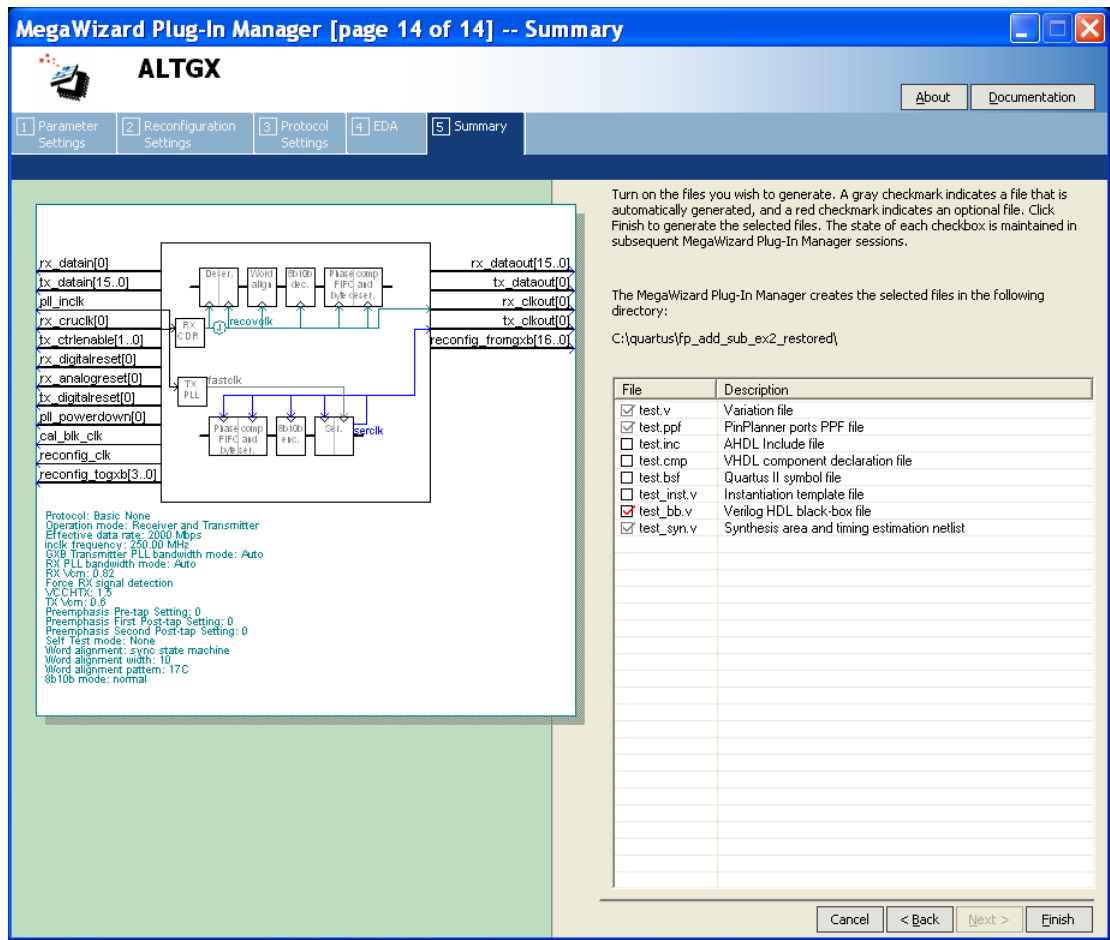 MegaWizard Plug-In Manager [page 14 of 14] -- Summary
ALTGX
About
Documentation
1 Parameter Settings
2 Reconfiguration Settings
3 Protocol Settings
4 EDA
5 Summary
rx_datain[0]
tx_datain[15..0]
pll_inclk
rx_cruclk[0]
tx_ctrlenable[1..0]
rx_digitalreset[0]
rx_analogreset[0]
tx_digitalreset[0]
pll_powerdown[0]
cal_blk_clk
reconfig_clk
reconfig_togxb[3..0]
Deser.
Word align
8b10b dec.
Phase comp FIFO and byte deser.
RX CDR
recovclk
TX PLL
fastclk
Phase comp FIFO and byte ser.
8b10b enc.
Ser.
serclk
rx_dataout[15..0]
tx_dataout[0]
rx_clkout[0]
tx_clkout[0]
reconfig_fromgxb[16..0]
Protocol: Basic None
Operation mode: Receiver and Transmitter
Effective data rate: 2000 Mbps
inclk frequency: 250.00 MHz
GXB Transmitter PLL bandwidth mode: Auto
RX PLL bandwidth mode: Auto
RX Vcm: 0.82
Force RX signal detection
VCCHTX: 1.5
TX Vcm: 0.6
Preemphasis Pre-tap Setting: 0
Preemphasis First Post-tap Setting: 0
Preemphasis Second Post-tap Setting: 0
Self Test mode: None
Word alignment: sync state machine
Word alignment width: 10
Word alignment pattern: 17C
8b10b mode: normal
Turn on the files you wish to generate. A gray checkmark indicates a file that is
automatically generated, and a red checkmark indicates an optional file. Click
Finish to generate the selected files. The state of each checkbox is maintained in
subsequent MegaWizard Plug-In Manager sessions.
The MegaWizard Plug-In Manager creates the selected files in the following
directory:
C:\quartus\fp_add_sub_ex2_restored\
File Description
test.v Variation file
test.ppf PinPlanner ports PPF file
test.inc AHDL Include file
test.cmp VHDL component declaration file
test.bsf Quartus II symbol file
test_inst.v Instantiation template file
test_bb.v Verilog HDL black-box file
test_syn.v Synthesis area and timing estimation netlist
Cancel
< Back
Next >
Finish